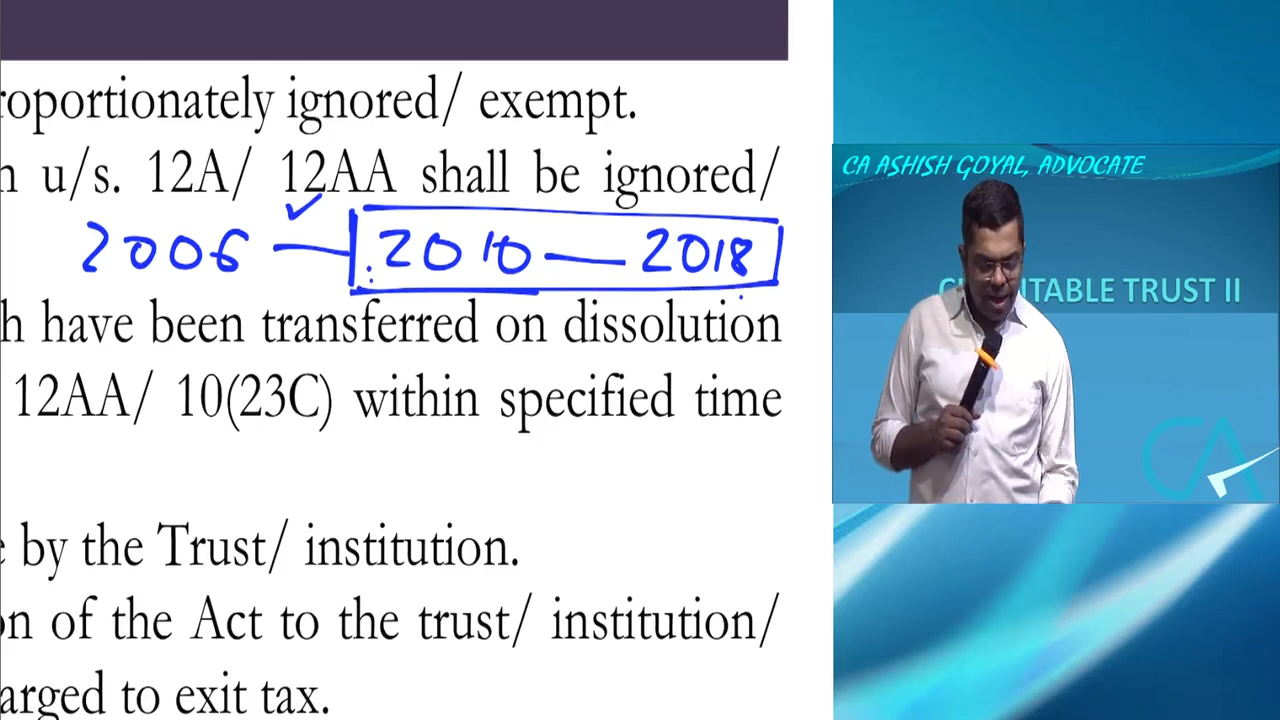 roportionately ignored/ exempt.
n u/s. 12A/ 12AA shall be ignored/
2006 — 2010 — 2018
h have been transferred on dissolution
12AA/ 10(23C) within specified time
e by the Trust/ institution.
on of the Act to the trust/ institution/
arged to exit tax.
CA ASHISH GOYAL, ADVOCATE
TABLE TRUST II
CA